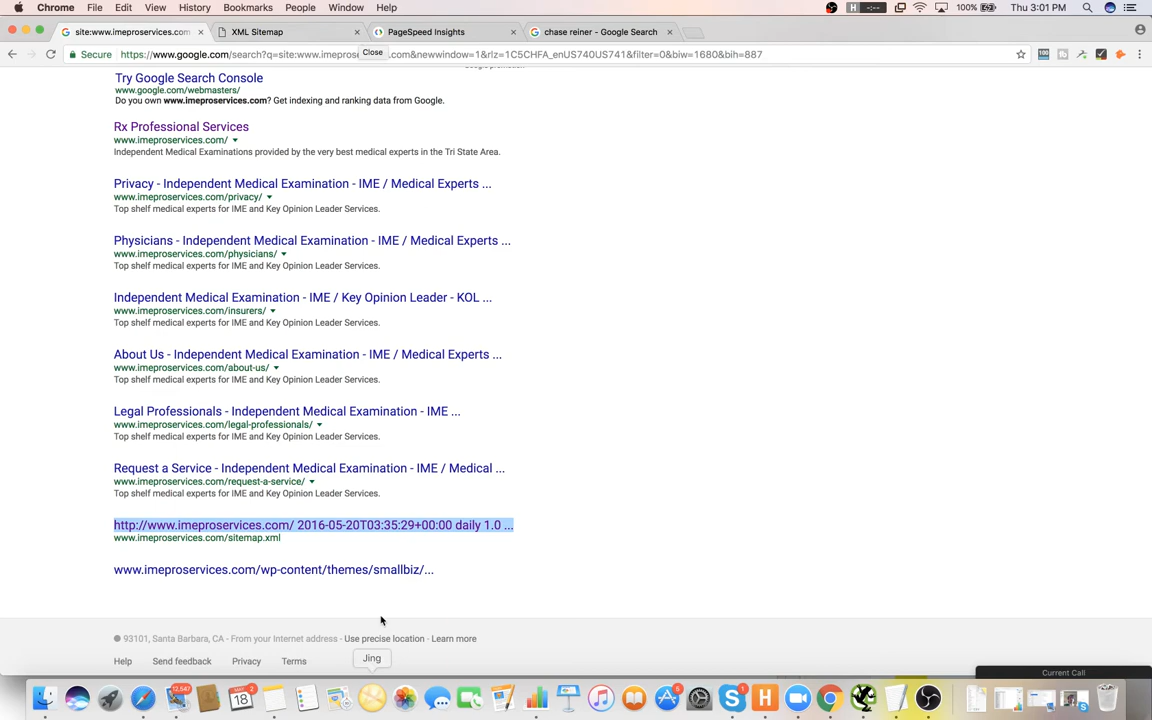 Chrome File Edit View History Bookmarks People Window Help
H --:-- 100% Thu 3:01 PM
site:www.imeproservices.com
XML Sitemap
PageSpeed Insights
chase reiner - Google Search
Close
Secure https://www.google.com/search?q=site:www.imepros .com&newwindow=1&rlz=1C5CHFA_enUS740US741&filter=0&biw=1680&bih=887
Try Google Search Console
www.google.com/webmasters/
Do you own www.imeproservices.com? Get indexing and ranking data from Google.
Rx Professional Services
www.imeproservices.com/
Independent Medical Examinations provided by the very best medical experts in the Tri State Area.
Privacy - Independent Medical Examination - IME / Medical Experts ...
www.imeproservices.com/privacy/
Top shelf medical experts for IME and Key Opinion Leader Services.
Physicians - Independent Medical Examination - IME / Medical Experts ...
www.imeproservices.com/physicians/
Top shelf medical experts for IME and Key Opinion Leader Services.
Independent Medical Examination - IME / Key Opinion Leader - KOL ...
www.imeproservices.com/insurers/
Top shelf medical experts for IME and Key Opinion Leader Services.
About Us - Independent Medical Examination - IME / Medical Experts ...
www.imeproservices.com/about-us/
Top shelf medical experts for IME and Key Opinion Leader Services.
Legal Professionals - Independent Medical Examination - IME ...
www.imeproservices.com/legal-professionals/
Top shelf medical experts for IME and Key Opinion Leader Services.
Request a Service - Independent Medical Examination - IME / Medical ...
www.imeproservices.com/request-a-service/
Top shelf medical experts for IME and Key Opinion Leader Services.
http://www.imeproservices.com/ 2016-05-20T03:35:29+00:00 daily 1.0 ...
www.imeproservices.com/sitemap.xml
www.imeproservices.com/wp-content/themes/smallbiz/...
93101, Santa Barbara, CA - From your Internet address - Use precise location - Learn more
Help Send feedback Privacy Terms
Jing
Current Call
12,547
MAY
18
2
6
1
H